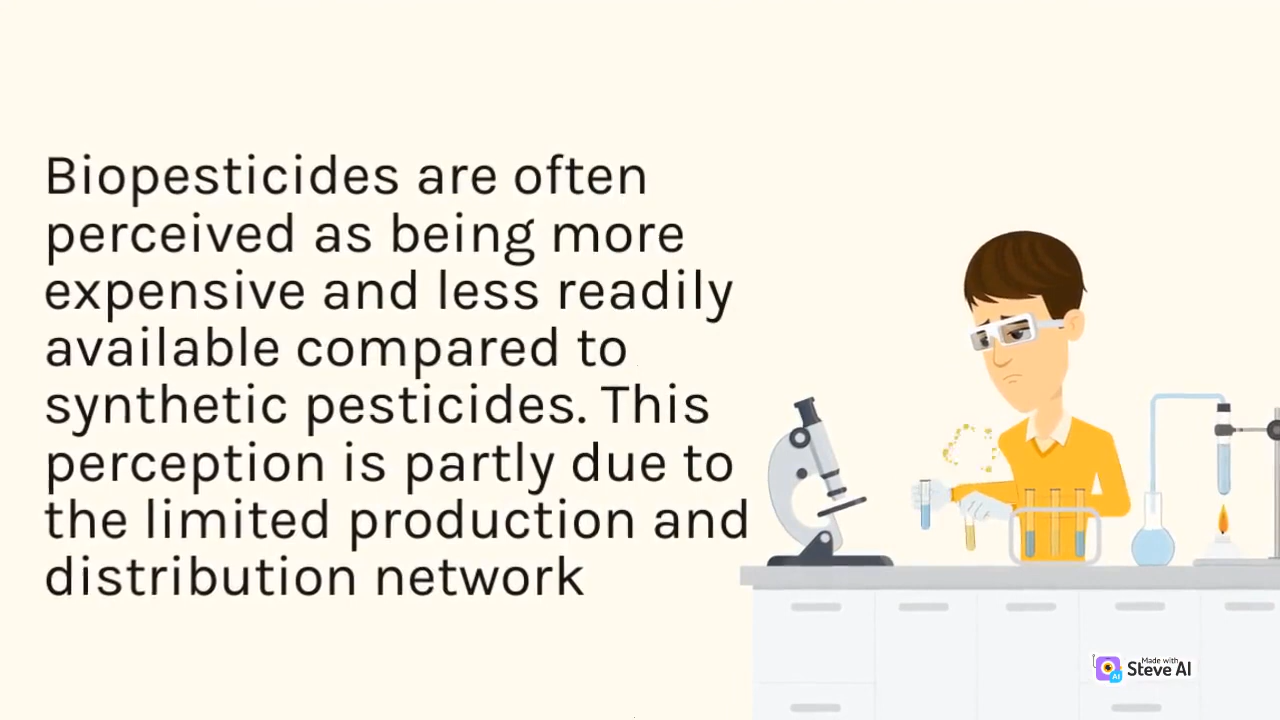 Biopesticides are often
perceived as being more
expensive and less readily
available compared to
synthetic pesticides. This
perception is partly due to
the limited production and
distribution network
Made with
Steve AI
AI